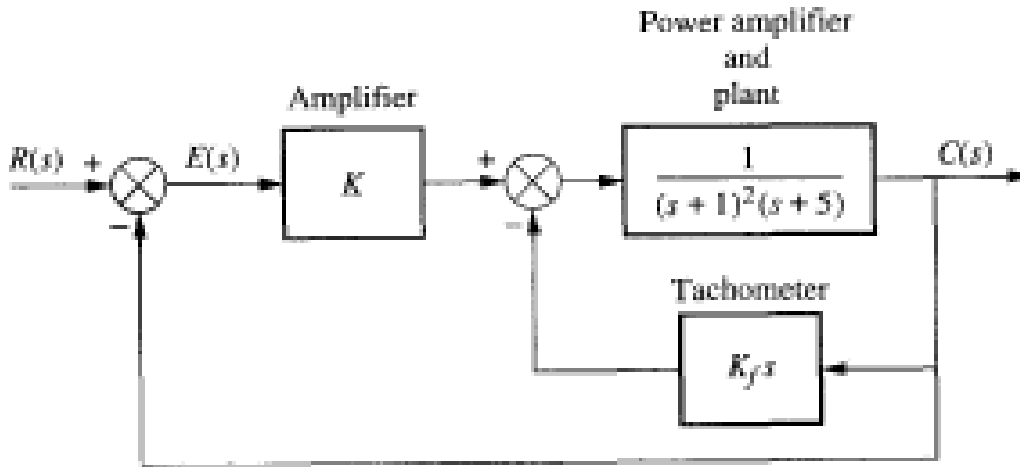 Power amplifier
and
plant
Amplifier
R(s) + E(s) K + 1 C(s)
(s + 1)²(s + 5)
− −
Tachometer
K_f s